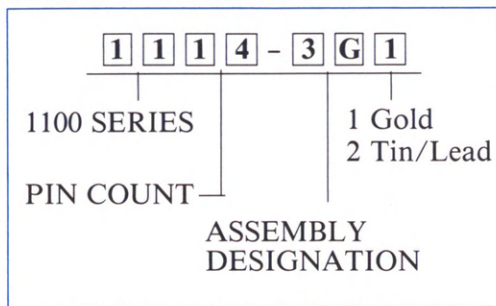 1 1 1 4 - 3 G 1
1100 SERIES
1 Gold
2 Tin/Lead
PIN COUNT
ASSEMBLY
DESIGNATION